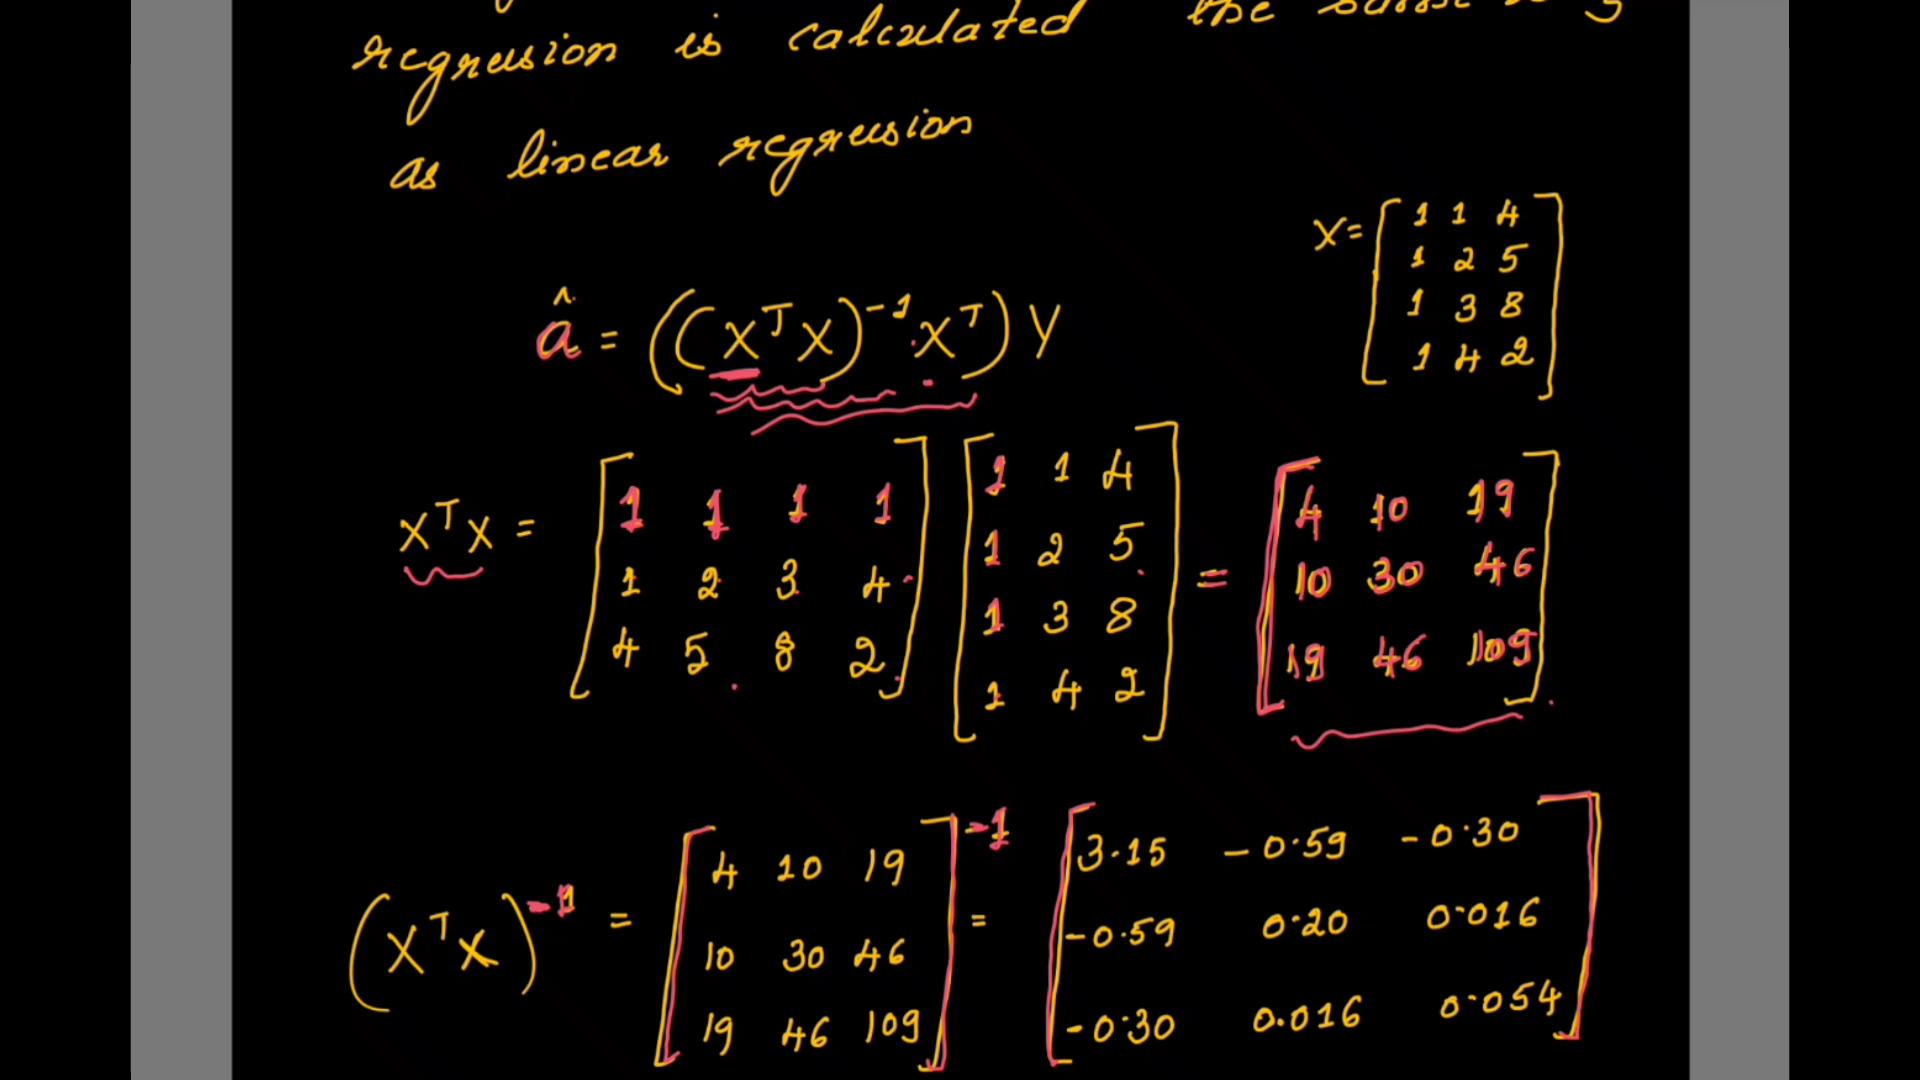 regression is calculated the
as linear regression
X = [1 1 4
1 2 5
1 3 8
1 4 2]
â = ((XᵀX)⁻¹Xᵀ) Y
XᵀX = [1 1 1 1 [1 1 4 = [4 10 19
1 2 3 4 1 2 5 10 30 46
4 5 8 2] 1 3 8 19 46 109]
1 4 2]
(XᵀX)⁻¹ = [4 10 19 ⁻¹ = [3.15 -0.59 -0.30
10 30 46 -0.59 0.20 0.016
19 46 109] -0.30 0.016 0.054]